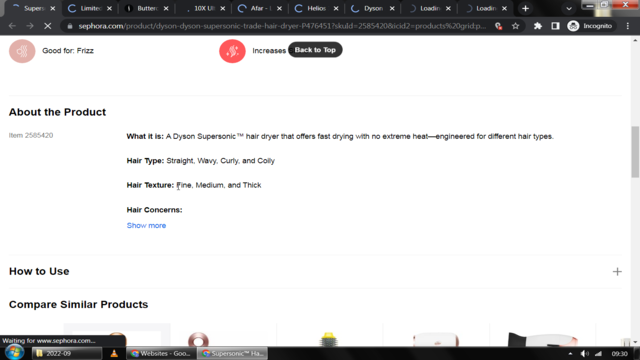 Supers
Limited
Butterc
10X Ul
Afar - L
Helios
Dyson
Loadin
Loadin
sephora.com/product/dyson-dyson-supersonic-trade-hair-dryer-P476451?skuId=2585420&icid2=products%20grid:p...
Incognito
Good for: Frizz
Increases
Back to Top
About the Product
Item 2585420
What it is: A Dyson Supersonic™ hair dryer that offers fast drying with no extreme heat—engineered for different hair types.
Hair Type: Straight, Wavy, Curly, and Coily
Hair Texture: Fine, Medium, and Thick
Hair Concerns:
Show more
How to Use
Compare Similar Products
Waiting for www.sephora.com...
2022-09
Websites - Goo...
Supersonic™ Ha...
09:30